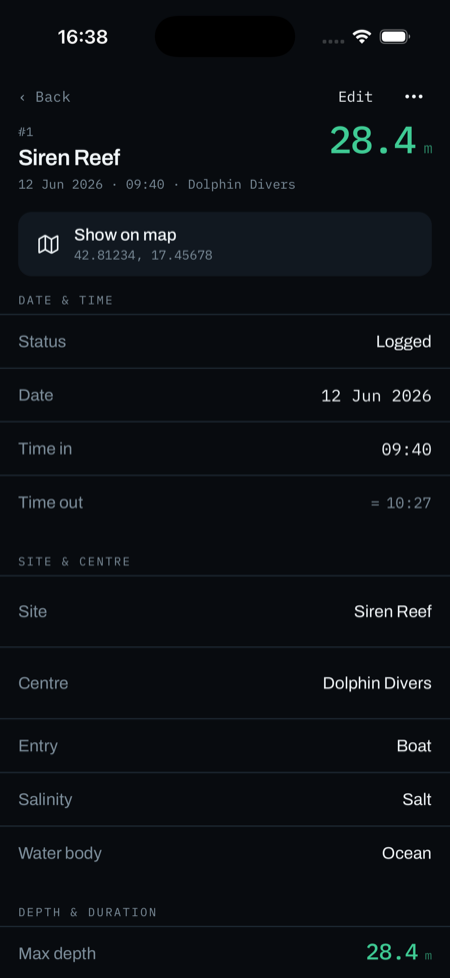 16:38
‹ Back
Edit
•••
#1
28.4 m
Siren Reef
12 Jun 2026 · 09:40 · Dolphin Divers
Show on map
42.81234, 17.45678
DATE & TIME
Status Logged
Date 12 Jun 2026
Time in 09:40
Time out = 10:27
SITE & CENTRE
Site Siren Reef
Centre Dolphin Divers
Entry Boat
Salinity Salt
Water body Ocean
DEPTH & DURATION
Max depth 28.4 m